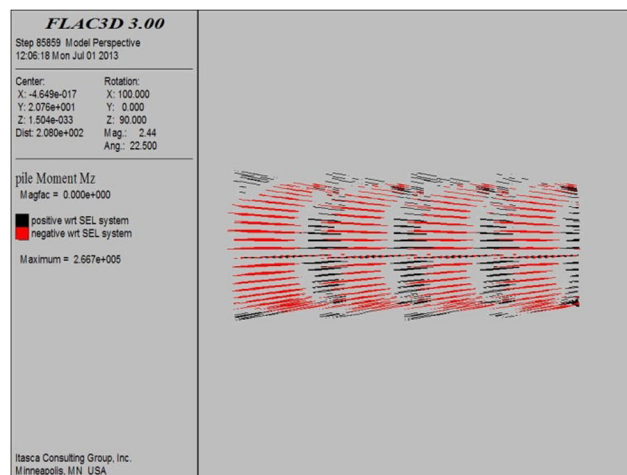 FLAC3D 3.00
Step 85859 Model Perspective
12:06:18 Mon Jul 01 2013
Center: Rotation:
X: -4.649e-017 X: 100.000
Y: 2.076e+001 Y: 0.000
Z: 1.504e-033 Z: 90.000
Dist: 2.080e+002 Mag.: 2.44
Ang.: 22.500
pile Moment Mz
Magfac = 0.000e+000
positive wrt SEL system
negative wrt SEL system
Maximum = 2.667e+005
Itasca Consulting Group, Inc.
Minneapolis, MN USA